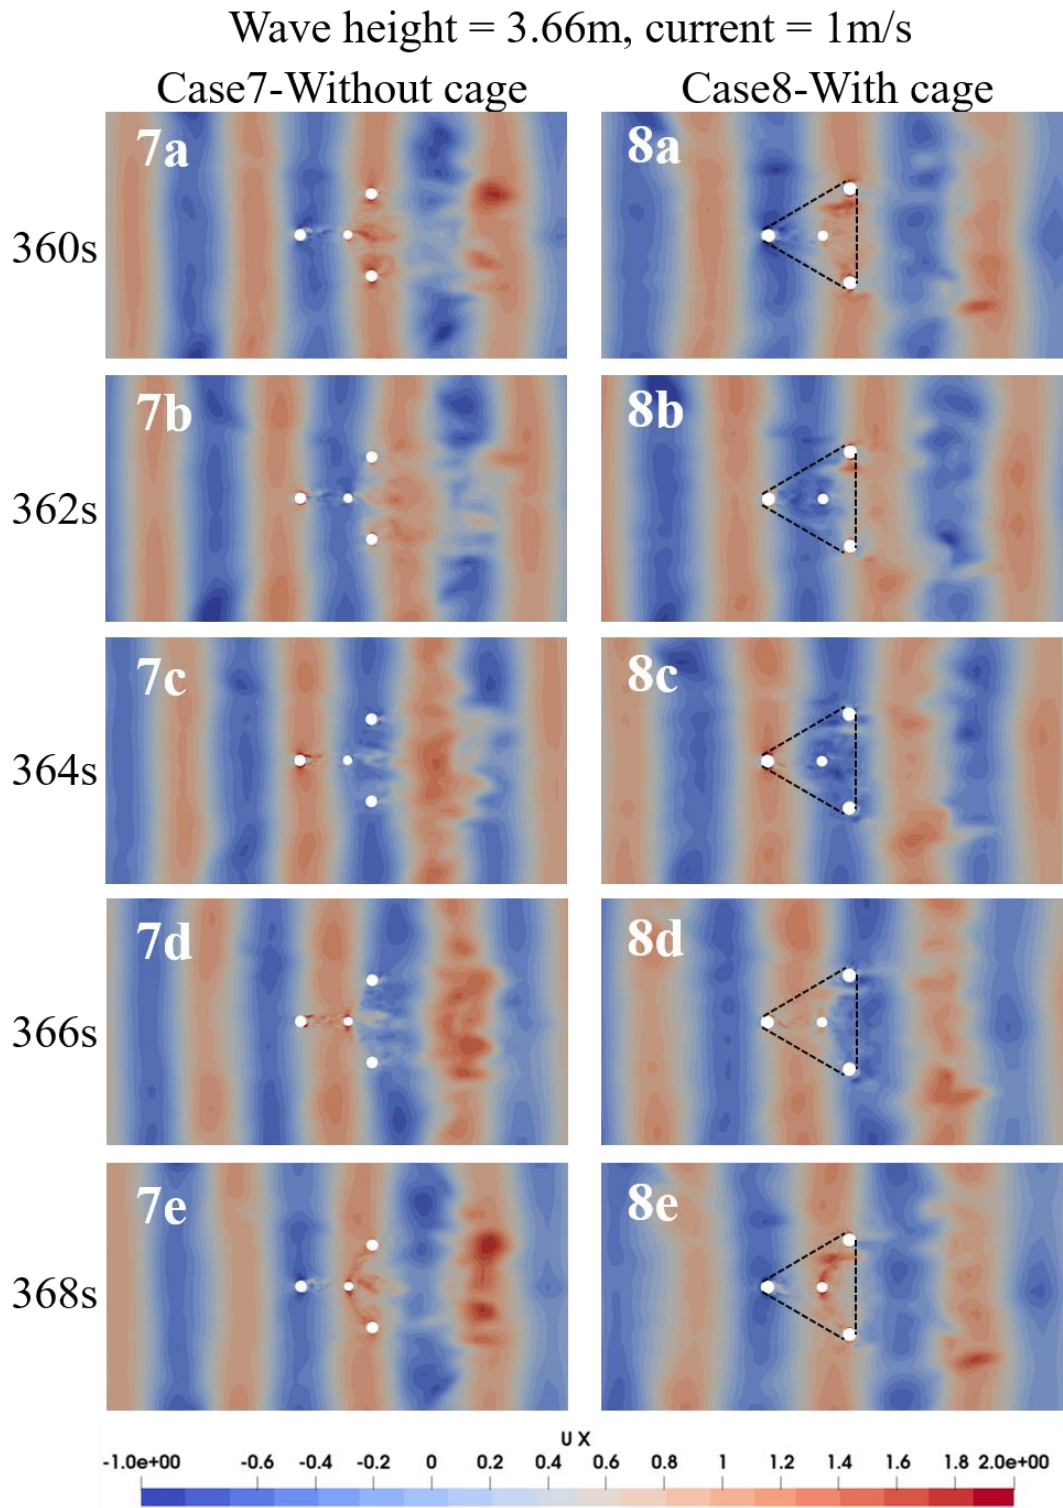 Wave height = 3.66m, current = 1m/s
Case7-Without cage Case8-With cage
7a 8a
360s
7b 8b
362s
7c 8c
364s
7d 8d
366s
7e 8e
368s
U X
-1.0e+00 -0.6 -0.4 -0.2 0 0.2 0.4 0.6 0.8 1 1.2 1.4 1.6 1.8 2.0e+00